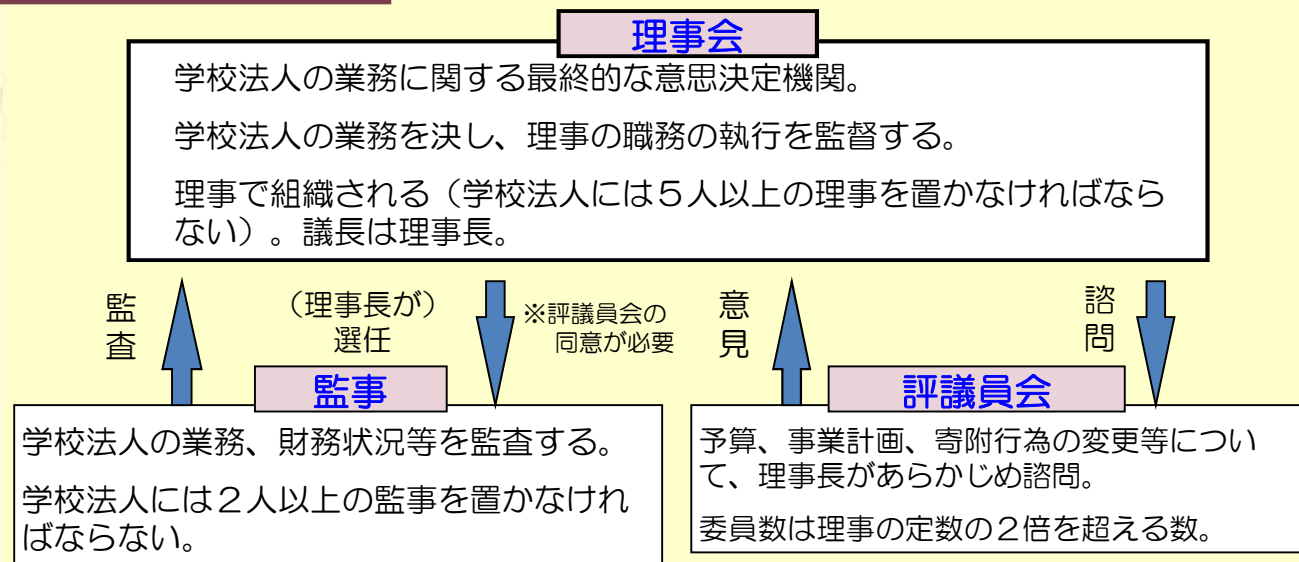 理事会
学校法人の業務に関する最終的な意思決定機関。
学校法人の業務を決し、理事の職務の執行を監督する。
理事で組織される（学校法人には５人以上の理事を置かなければなら
ない）。議長は理事長。
監査
（理事長が）
選任
※評議員会の
同意が必要
意見
諮問
監事
学校法人の業務、財務状況等を監査する。
学校法人には２人以上の監事を置かなけれ
ばならない。
評議員会
予算、事業計画、寄附行為の変更等につい
て、理事長があらかじめ諮問。
委員数は理事の定数の２倍を超える数。